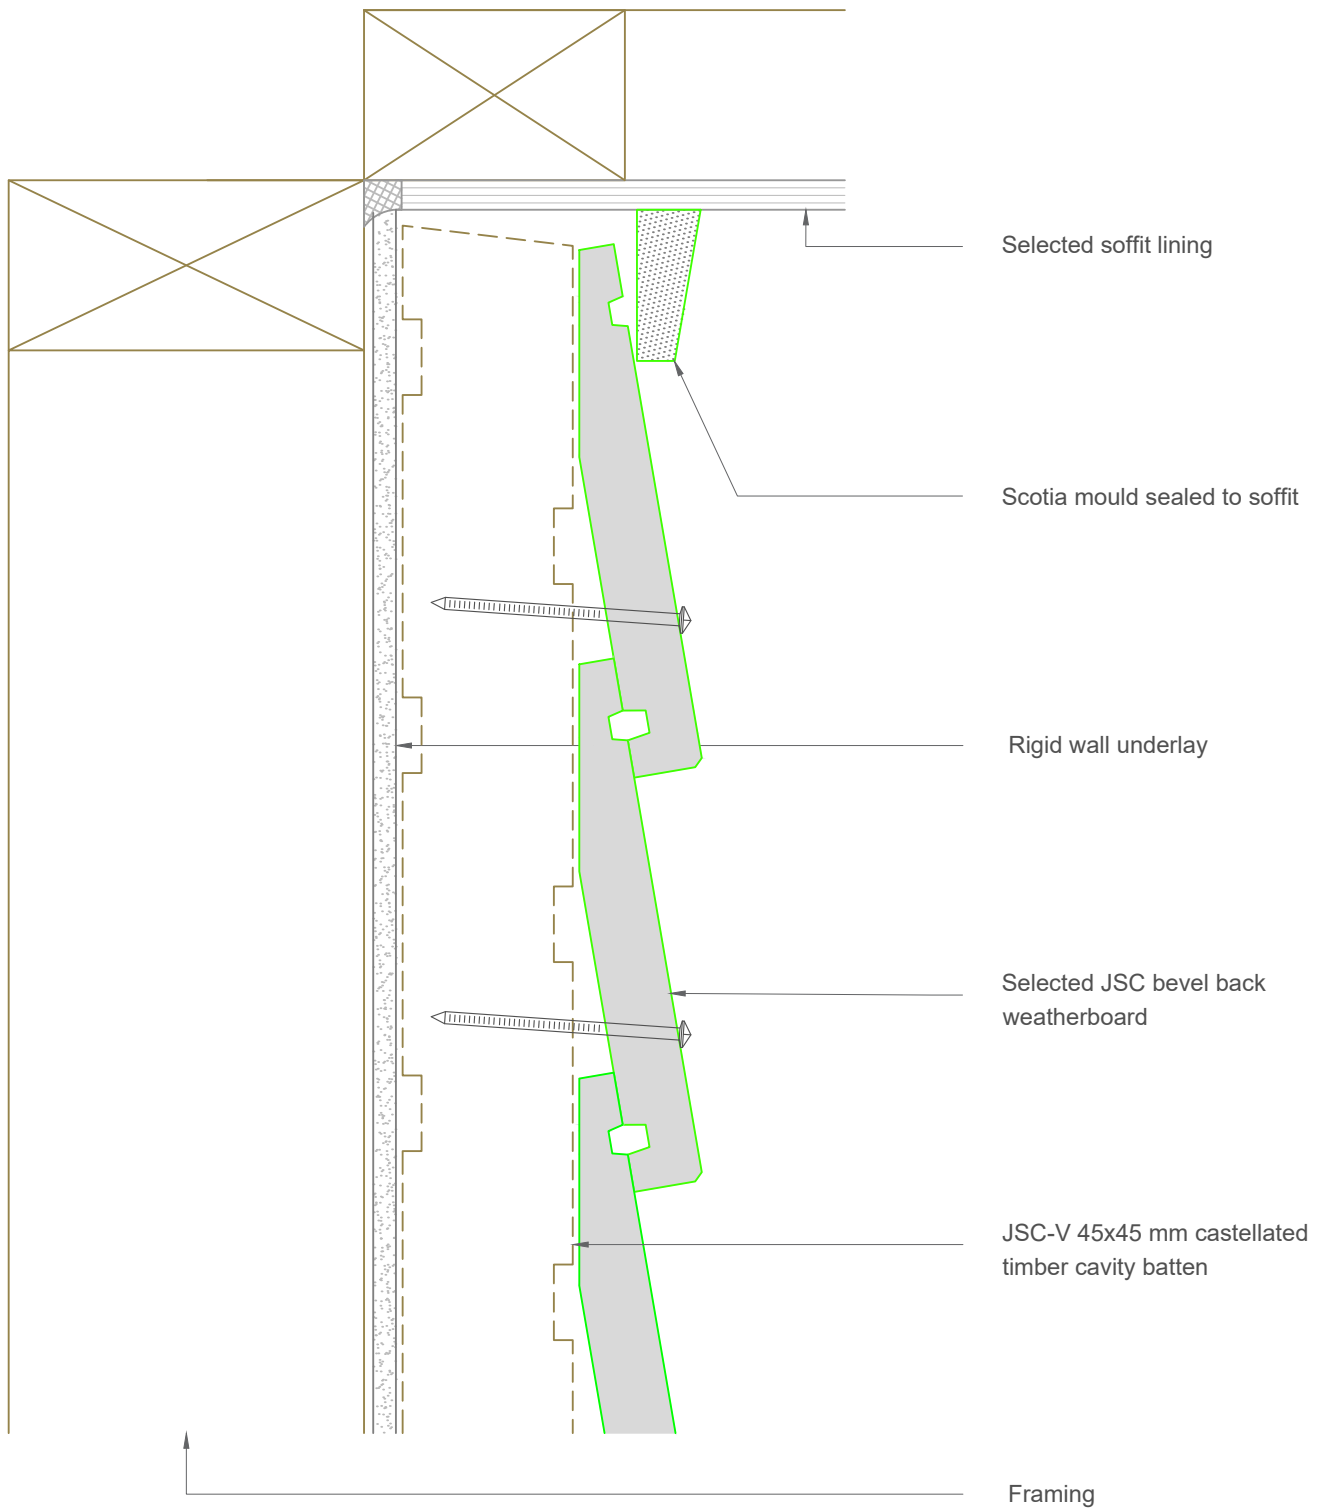 Selected soffit lining
Scotia mould sealed to soffit
Rigid wall underlay
Selected JSC bevel back
weatherboard
JSC-V 45x45 mm castellated
timber cavity batten
Framing